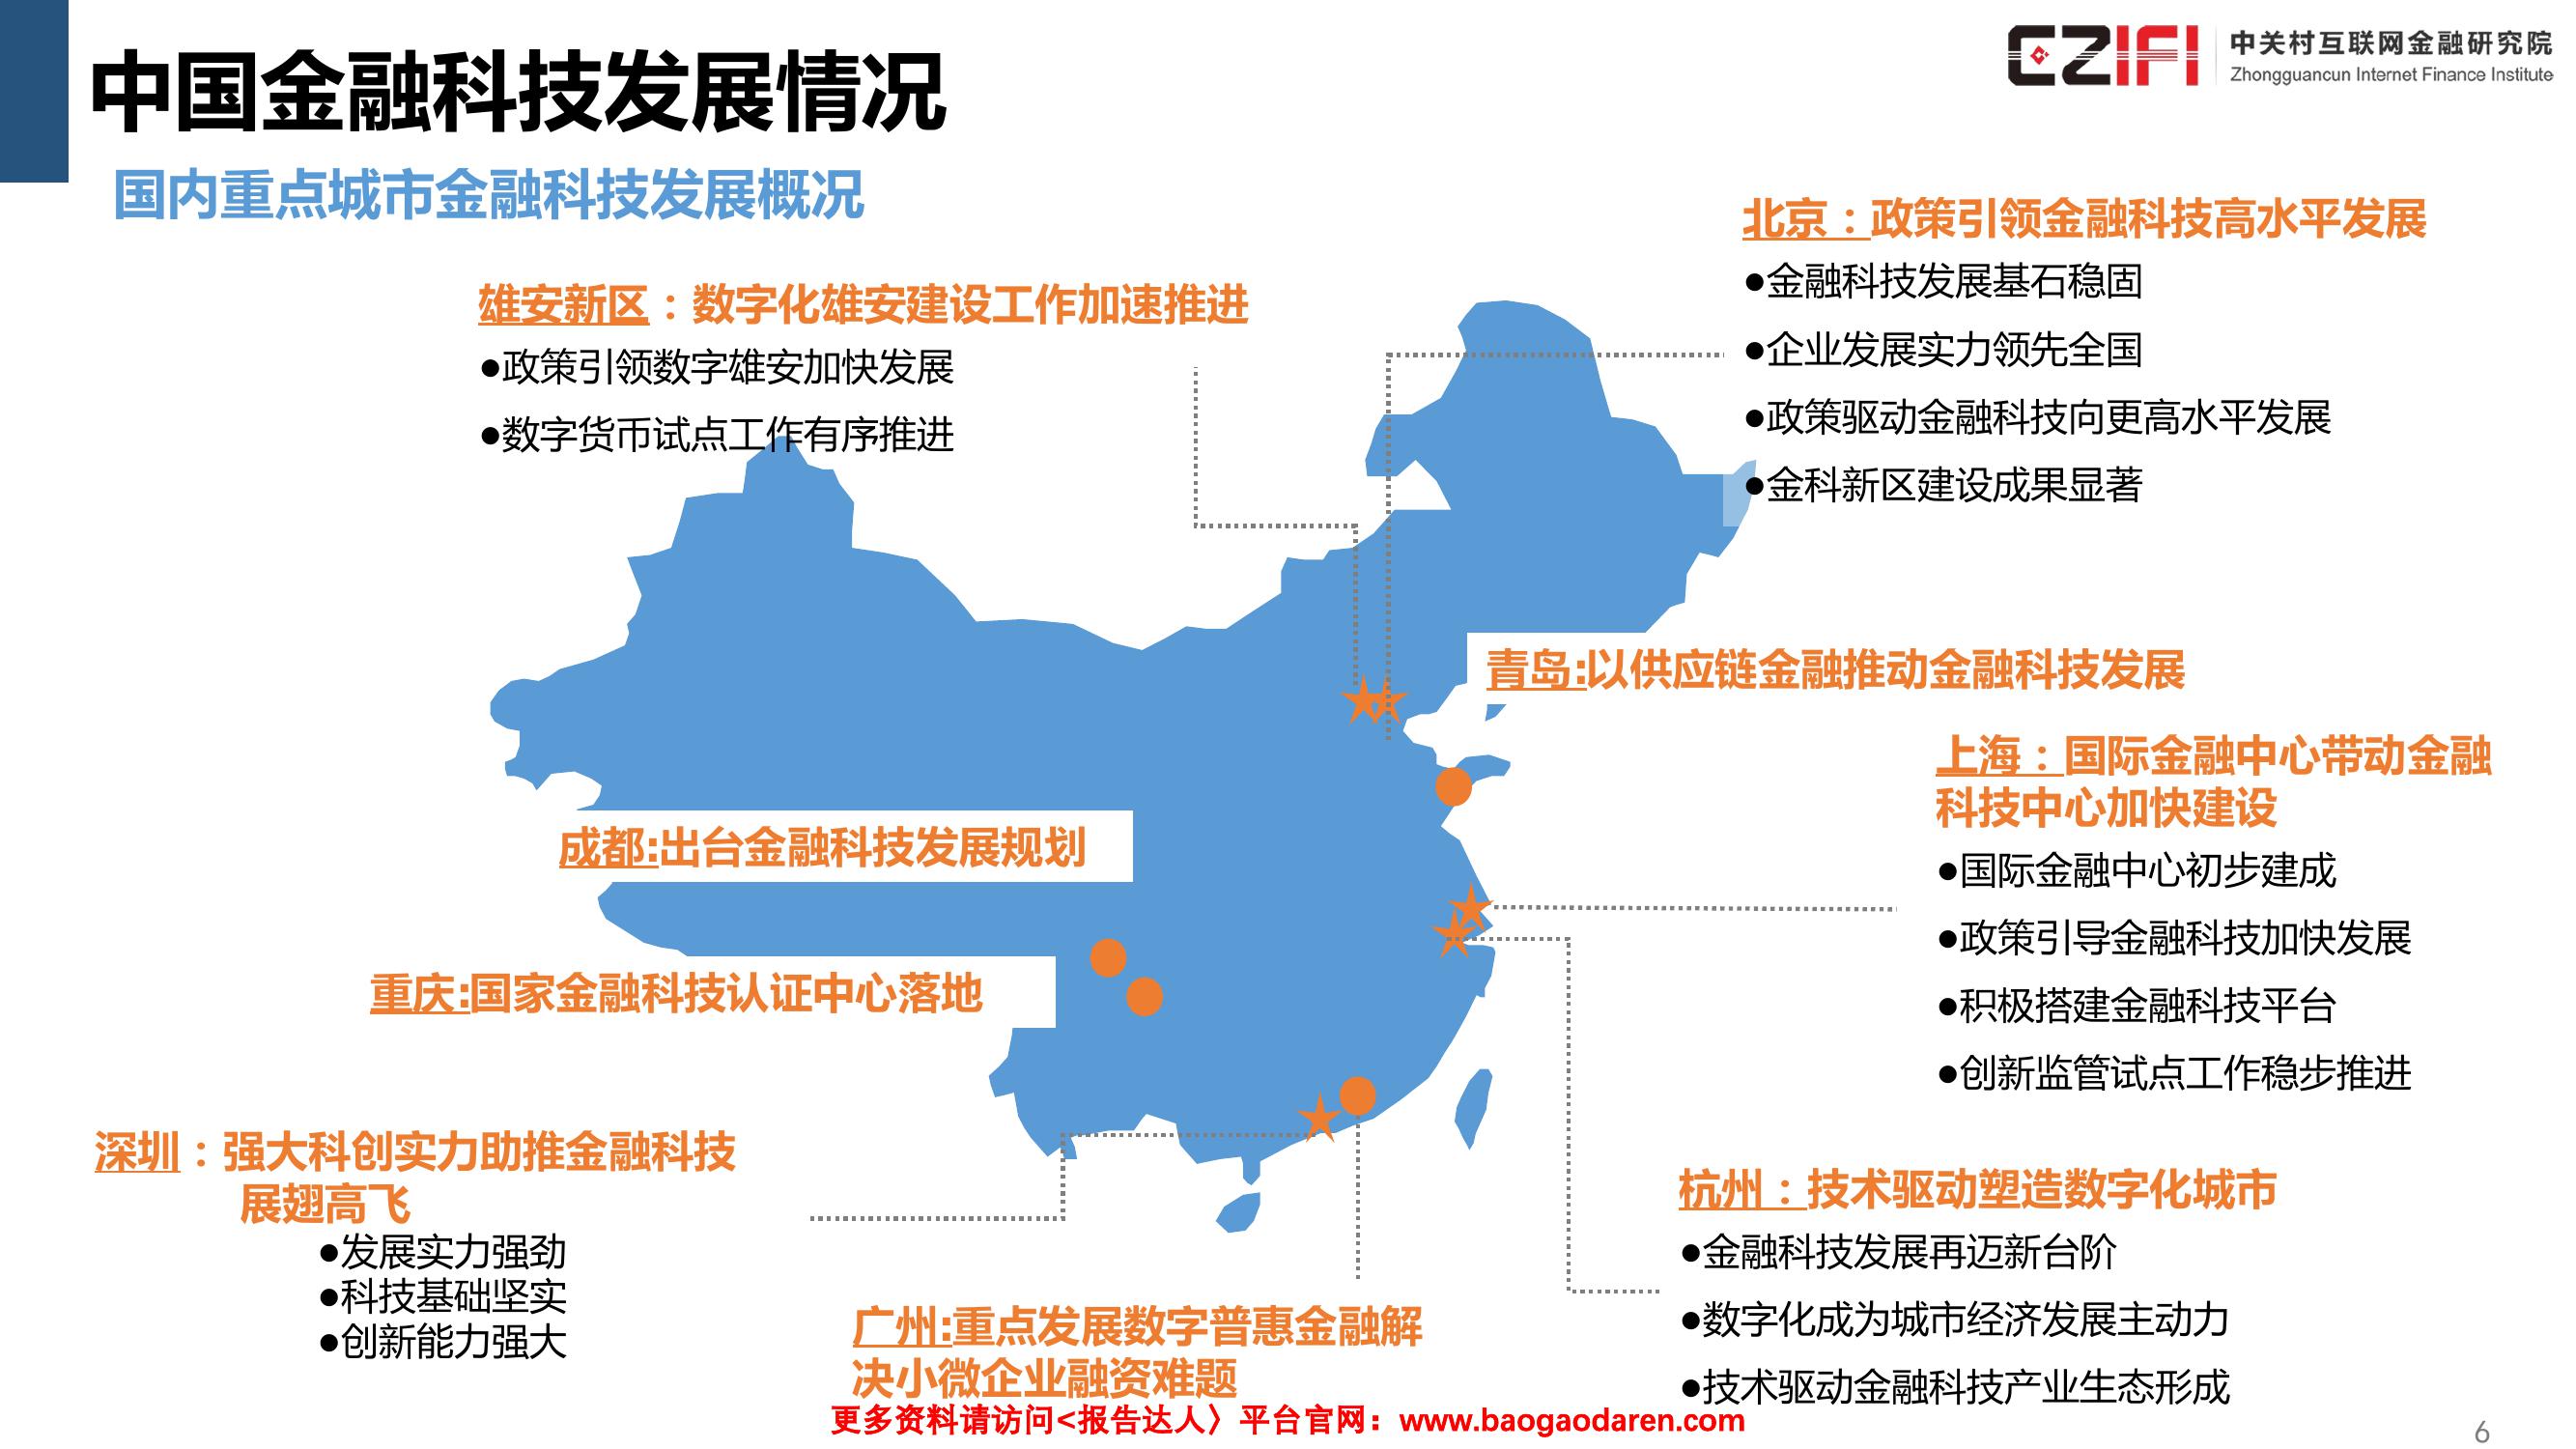 中国金融科技发展情况
CZIFI
中关村互联网金融研究院
Zhongguancun Internet Finance Institute
国内重点城市金融科技发展概况
北京：政策引领金融科技高水平发展
●金融科技发展基石稳固
●企业发展实力领先全国
●政策驱动金融科技向更高水平发展
●金科新区建设成果显著
雄安新区：数字化雄安建设工作加速推进
●政策引领数字雄安加快发展
●数字货币试点工作有序推进
青岛:以供应链金融推动金融科技发展
上海：国际金融中心带动金融
科技中心加快建设
●国际金融中心初步建成
●政策引导金融科技加快发展
●积极搭建金融科技平台
●创新监管试点工作稳步推进
成都:出台金融科技发展规划
重庆:国家金融科技认证中心落地
深圳：强大科创实力助推金融科技
展翅高飞
●发展实力强劲
●科技基础坚实
●创新能力强大
杭州：技术驱动塑造数字化城市
●金融科技发展再迈新台阶
●数字化成为城市经济发展主动力
●技术驱动金融科技产业生态形成
广州:重点发展数字普惠金融解
决小微企业融资难题
更多资料请访问<报告达人〉平台官网：www.baogaodaren.com
6